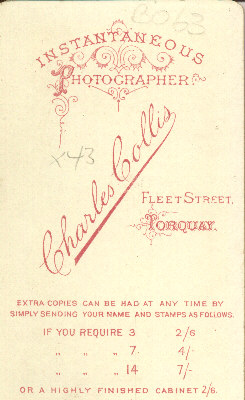 CO63
INSTANTANEOUS
PHOTOGRAPHER.
x43
Charles Collis
FLEET STREET,
TORQUAY.
EXTRA COPIES CAN BE HAD AT ANY TIME BY
SIMPLY SENDING YOUR NAME AND STAMPS AS FOLLOWS.
IF YOU REQUIRE 3 2/6
" " " 7. 4/-
" " " 14 7/-
OR A HIGHLY FINISHED CABINET 2/6.